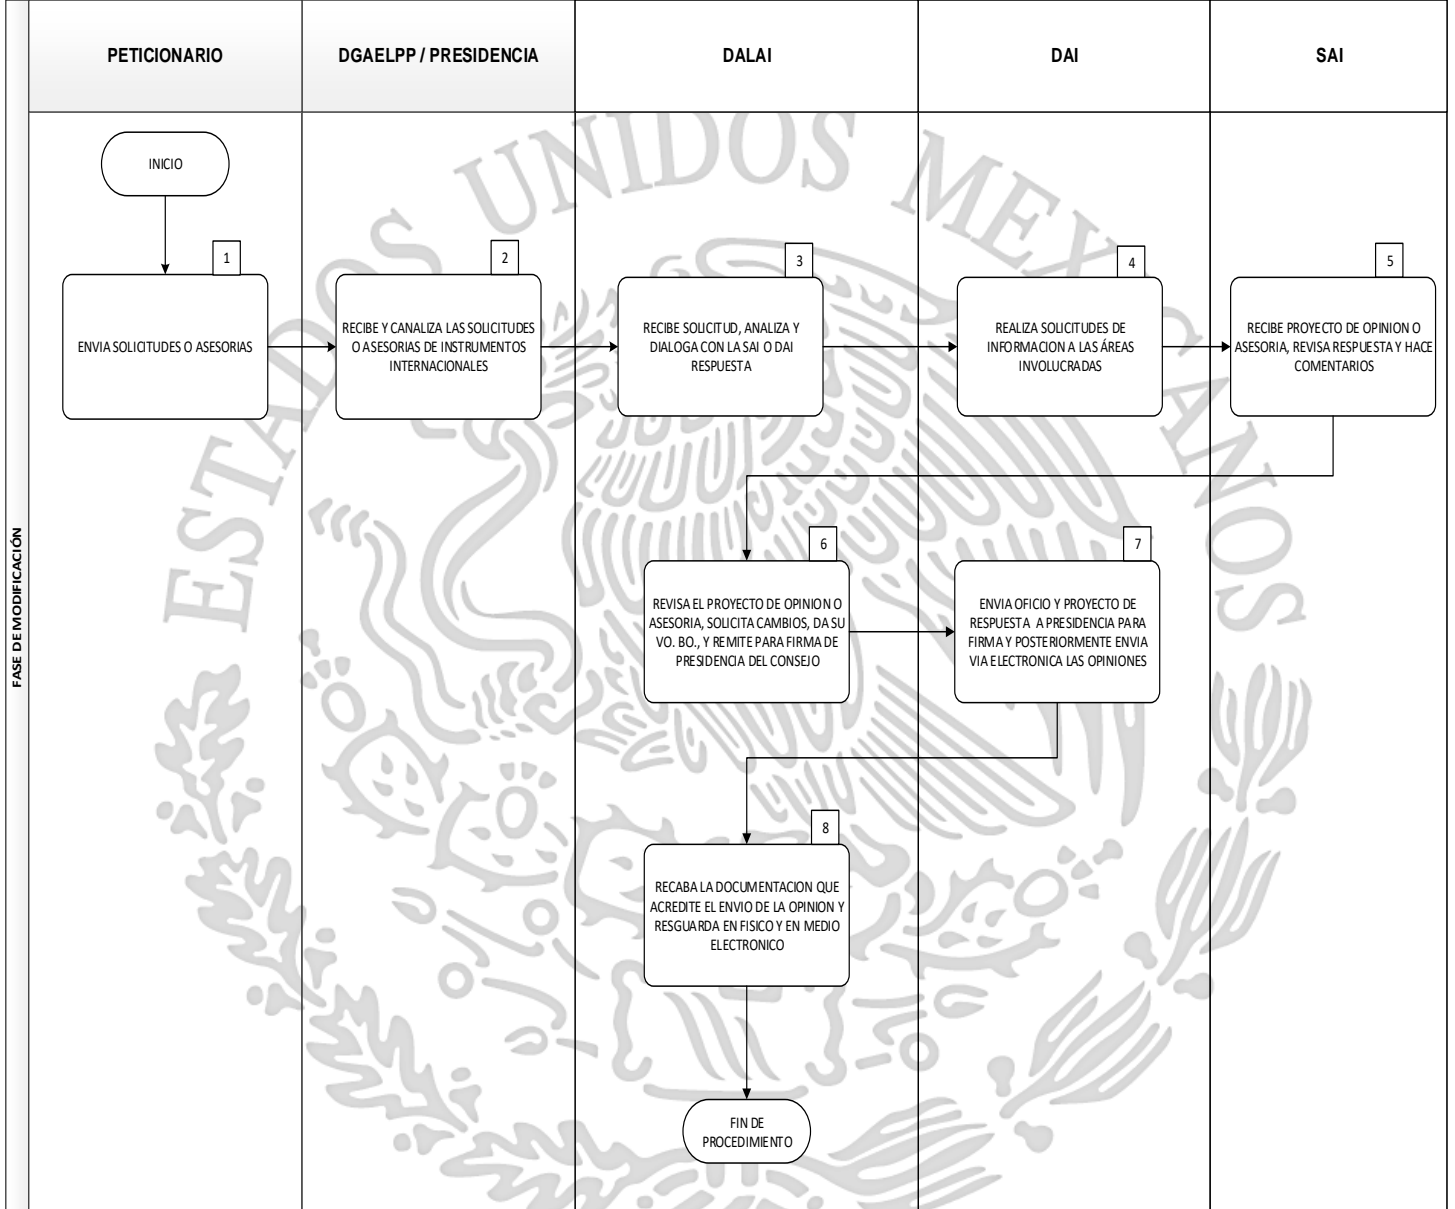 PETICIONARIO
DGAELPP / PRESIDENCIA
DALAI
DAI
SAI
FASE DE MODIFICACIÓN
ESTADOS UNIDOS MEXICANOS
INICIO
1
ENVIA SOLICITUDES O ASESORIAS
2
RECIBE Y CANALIZA LAS SOLICITUDES
O ASESORIAS DE INSTRUMENTOS
INTERNACIONALES
3
RECIBE SOLICITUD, ANALIZA Y
DIALOGA CON LA SAI O DAI
RESPUESTA
4
REALIZA SOLICITUDES DE
INFORMACION A LAS ÁREAS
INVOLUCRADAS
5
RECIBE PROYECTO DE OPINION O
ASESORIA, REVISA RESPUESTA Y HACE
COMENTARIOS
6
REVISA EL PROYECTO DE OPINION O
ASESORIA, SOLICITA CAMBIOS, DA SU
VO. BO., Y REMITE PARA FIRMA DE
PRESIDENCIA DEL CONSEJO
7
ENVIA OFICIO Y PROYECTO DE
RESPUESTA A PRESIDENCIA PARA
FIRMA Y POSTERIORMENTE ENVIA
VIA ELECTRONICA LAS OPINIONES
8
RECABA LA DOCUMENTACION QUE
ACREDITE EL ENVIO DE LA OPINION Y
RESGUARDA EN FISICO Y EN MEDIO
ELECTRONICO
FIN DE
PROCEDIMIENTO